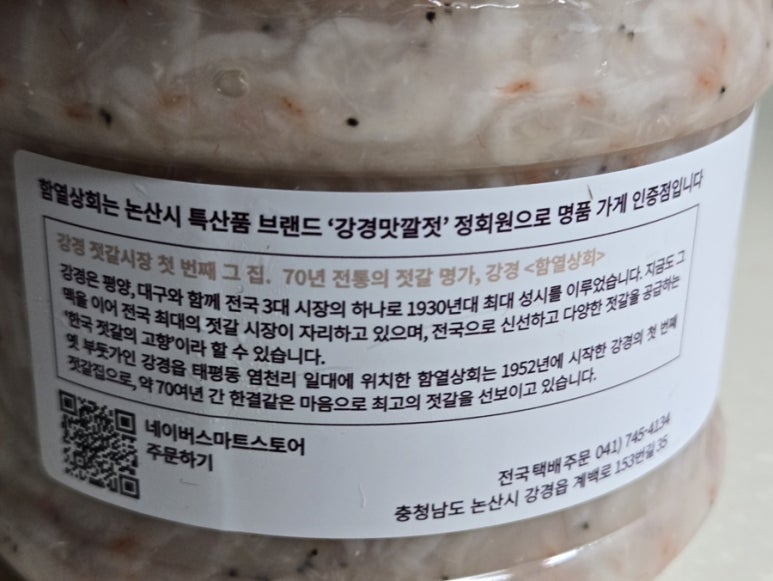 함열상회는 논산시 특산품 브랜드 ‘강경맛깔젓’ 정회원으로 명품 가게 인증점입니다
강경 젓갈시장 첫 번째 그 집. 70년 전통의 젓갈 명가, 강경 <함열상회>
강경은 평양, 대구와 함께 전국 3대 시장의 하나로 1930년대 최대 성시를 이루었습니다. 지금도 그
맥을 이어 전국 최대의 젓갈 시장이 자리하고 있으며, 전국으로 신선하고 다양한 젓갈을 공급하는
‘한국 젓갈의 고향’이라 할 수 있습니다.
옛 부둣가인 강경읍 태평동 염천리 일대에 위치한 함열상회는 1952년에 시작한 강경의 첫 번째
젓갈집으로, 약 70여년 간 한결같은 마음으로 최고의 젓갈을 선보이고 있습니다.
네이버스마트스토어
주문하기
전국택배주문 041) 745-4134
충청남도 논산시 강경읍 계백로 153번길 35